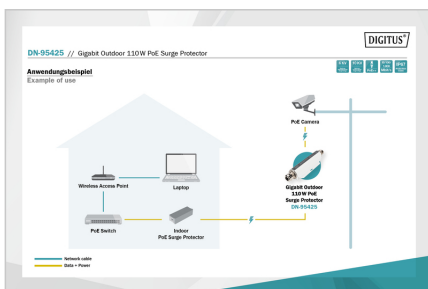 DIGITUS®
DN-95425 // Gigabit Outdoor 110 W PoE Surge Protector
Anwendungsbeispiel
Example of use
PoE Camera
Wireless Access Point
Laptop
Gigabit Outdoor
110 W PoE
Surge Protector
DN-95425
PoE Switch
Indoor
PoE Surge Protector
Network cable
Data + Power